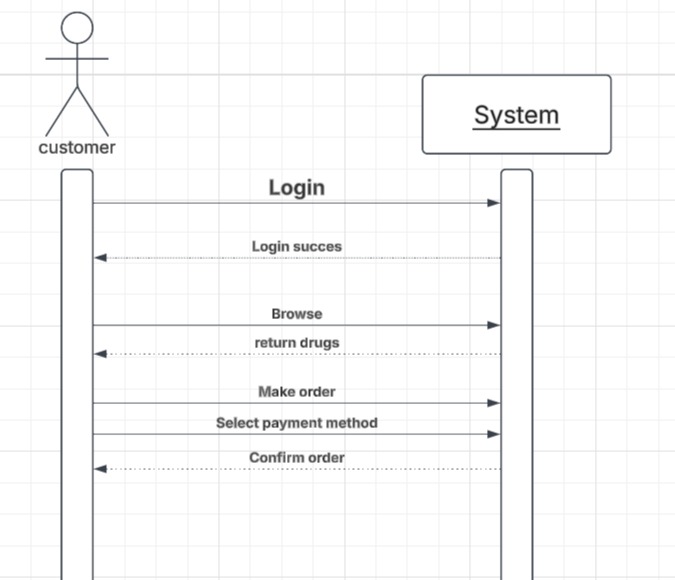 customer
System
Login
Login succes
Browse
return drugs
Make order
Select payment method
Confirm order